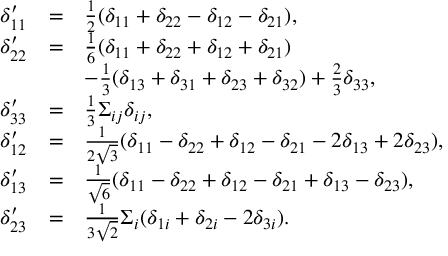 δ′₁₁ = ½(δ₁₁ + δ₂₂ − δ₁₂ − δ₂₁),
δ′₂₂ = 1/6(δ₁₁ + δ₂₂ + δ₁₂ + δ₂₁)
−1/3(δ₁₃ + δ₃₁ + δ₂₃ + δ₃₂) + 2/3δ₃₃,
δ′₃₃ = 1/3Σᵢⱼδᵢⱼ,
δ′₁₂ = 1/(2√3)(δ₁₁ − δ₂₂ + δ₁₂ − δ₂₁ − 2δ₁₃ + 2δ₂₃),
δ′₁₃ = 1/√6(δ₁₁ − δ₂₂ + δ₁₂ − δ₂₁ + δ₁₃ − δ₂₃),
δ′₂₃ = 1/(3√2)Σᵢ(δ₁ᵢ + δ₂ᵢ − 2δ₃ᵢ).